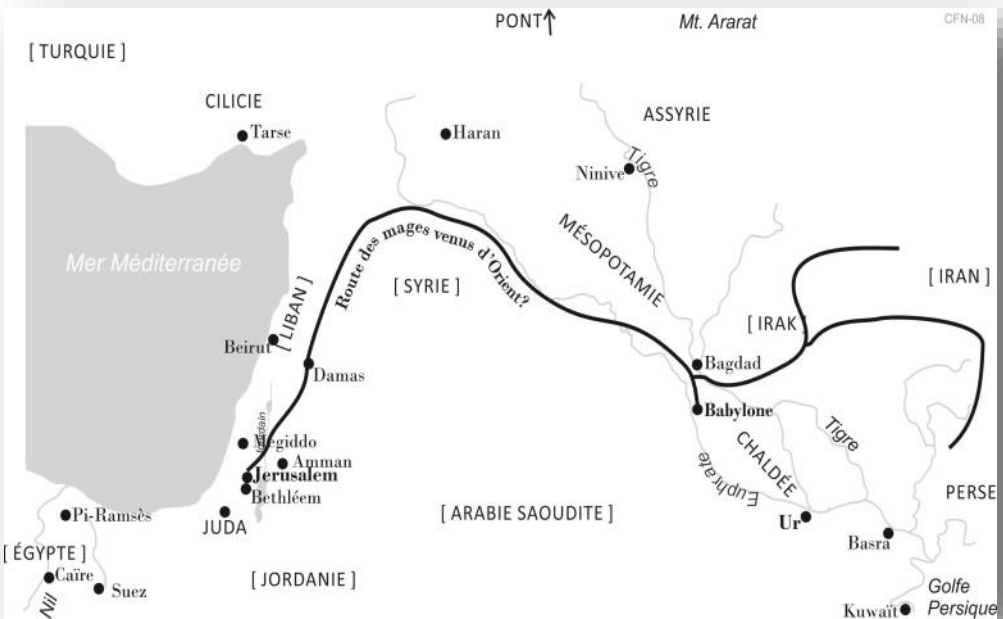 PONT
Mt. Ararat
CFN-08
[ TURQUIE ]
CILICIE
Tarse
Haran
ASSYRIE
Ninive
Tigre
Mer Méditerranée
Route des mages venus d'Orient?
MÉSOPOTAMIE
[ SYRIE ]
[ LIBAN ]
[ IRAN ]
[ IRAK ]
Beirut
Damas
Bagdad
Babylone
Jourdain
Mégiddo
Amman
Jerusalem
Bethléem
CHALDÉE
Tigre
Euphrate
PERSE
Pi-Ramsès
JUDA
[ ARABIE SAOUDITE ]
Ur
Basra
[ ÉGYPTE ]
Caïre
Suez
Nil
[ JORDANIE ]
Golfe
Persique
Kuwaït